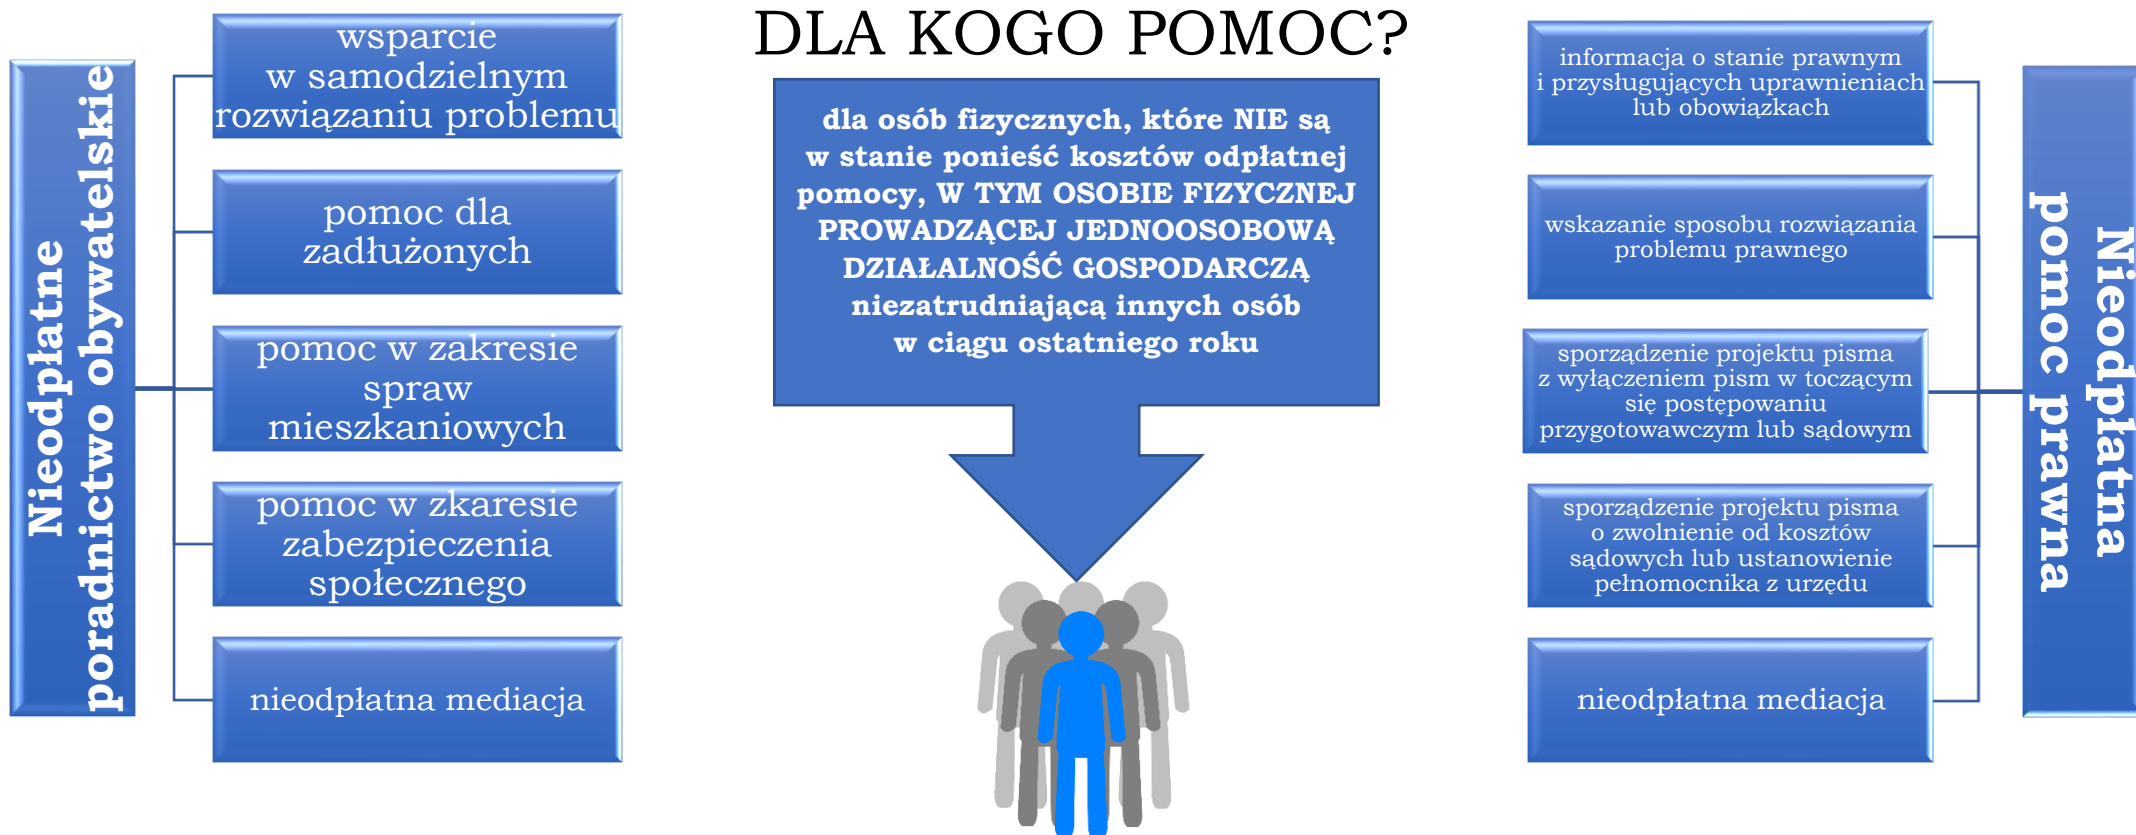 DLA KOGO POMOC?
Nieodpłatne
poradnictwo obywatelskie
wsparcie
w samodzielnym
rozwiązaniu problemu
pomoc dla
zadłużonych
pomoc w zakresie
spraw
mieszkaniowych
pomoc w zkaresie
zabezpieczenia
społecznego
nieodpłatna mediacja
dla osób fizycznych, które NIE są
w stanie ponieść kosztów odpłatnej
pomocy, W TYM OSOBIE FIZYCZNEJ
PROWADZĄCEJ JEDNOOSOBOWĄ
DZIAŁALNOŚĆ GOSPODARCZĄ
niezatrudniającą innych osób
w ciągu ostatniego roku
informacja o stanie prawnym
i przysługujących uprawnieniach
lub obowiązkach
wskazanie sposobu rozwiązania
problemu prawnego
sporządzenie projektu pisma
z wyłączeniem pism w toczącym
się postępowaniu
przygotowawczym lub sądowym
sporządzenie projektu pisma
o zwolnienie od kosztów
sądowych lub ustanowienie
pełnomocnika z urzędu
nieodpłatna mediacja
Nieodpłatna
pomoc prawna